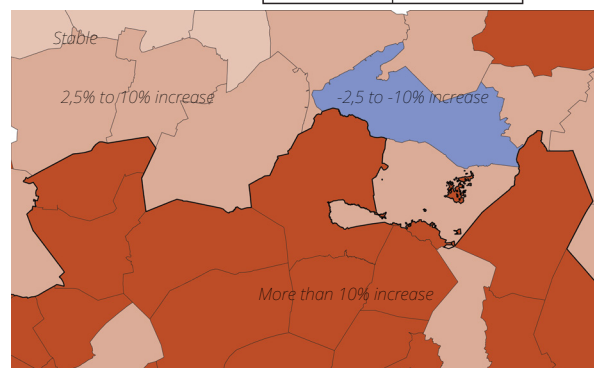 Stable
2,5% to 10% increase
-2,5 to -10% increase
More than 10% increase